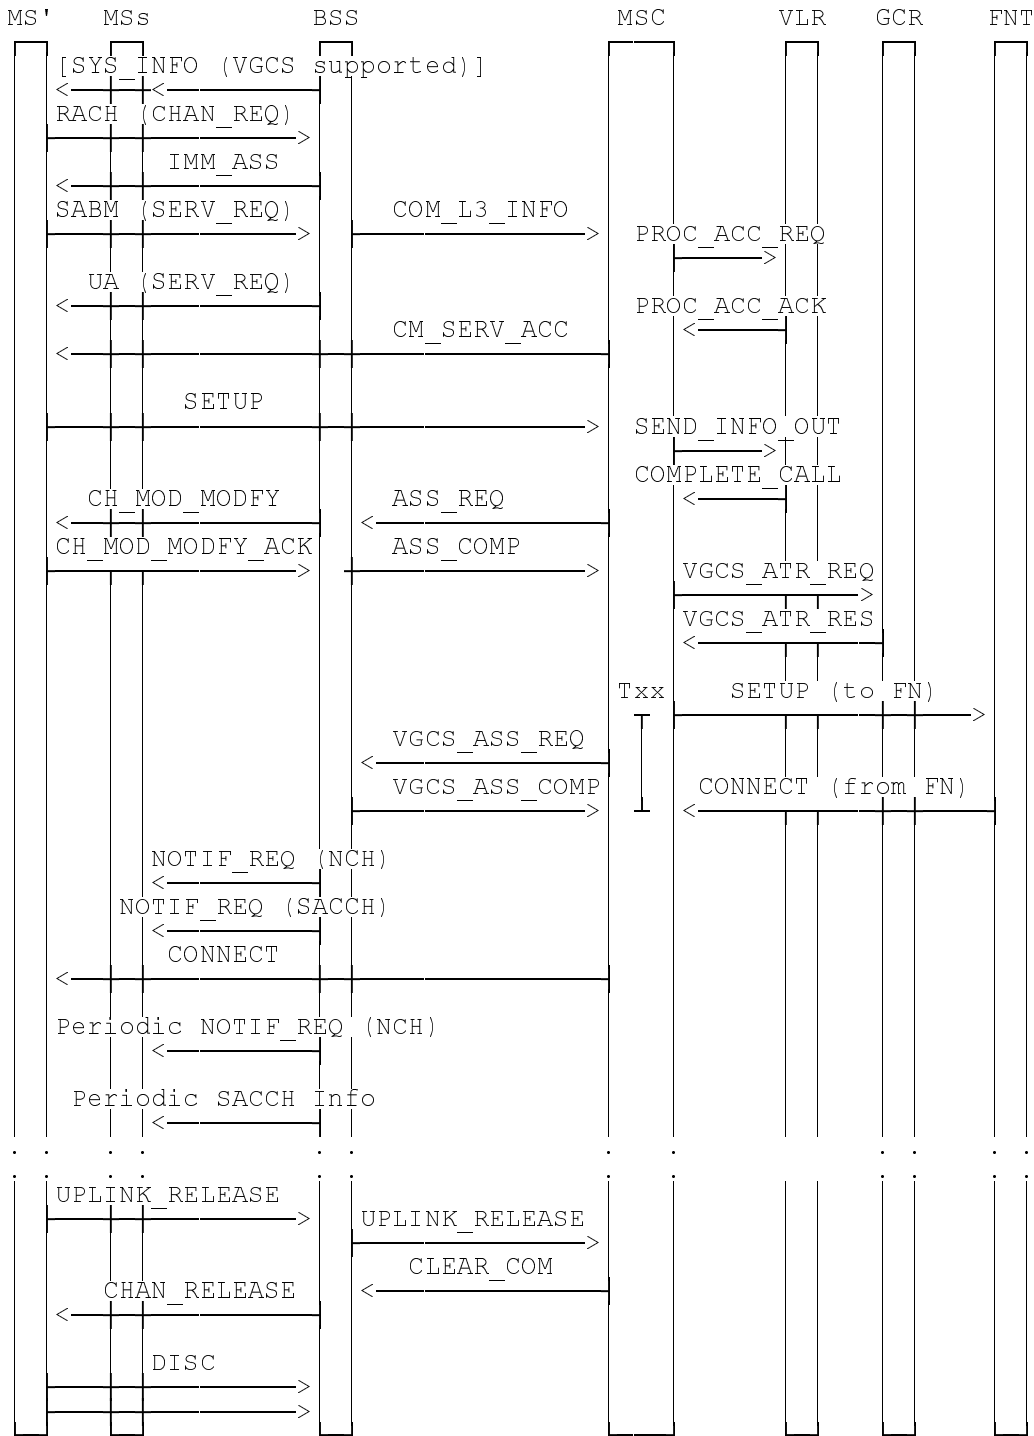 MS' MSs BSS MSC VLR GCR FNT
[SYS_INFO (VGCS supported)]
RACH (CHAN_REQ)
IMM_ASS
SABM (SERV_REQ) COM_L3_INFO
PROC_ACC_REQ
UA (SERV_REQ)
PROC_ACC_ACK
CM_SERV_ACC
SETUP
SEND_INFO_OUT
COMPLETE_CALL
CH_MOD_MODFY ASS_REQ
CH_MOD_MODFY_ACK ASS_COMP
VGCS_ATR_REQ
VGCS_ATR_RES
Txx SETUP (to FN)
VGCS_ASS_REQ
VGCS_ASS_COMP CONNECT (from FN)
NOTIF_REQ (NCH)
NOTIF_REQ (SACCH)
CONNECT
Periodic NOTIF_REQ (NCH)
Periodic SACCH Info
UPLINK_RELEASE
UPLINK_RELEASE
CLEAR_COM
CHAN_RELEASE
DISC